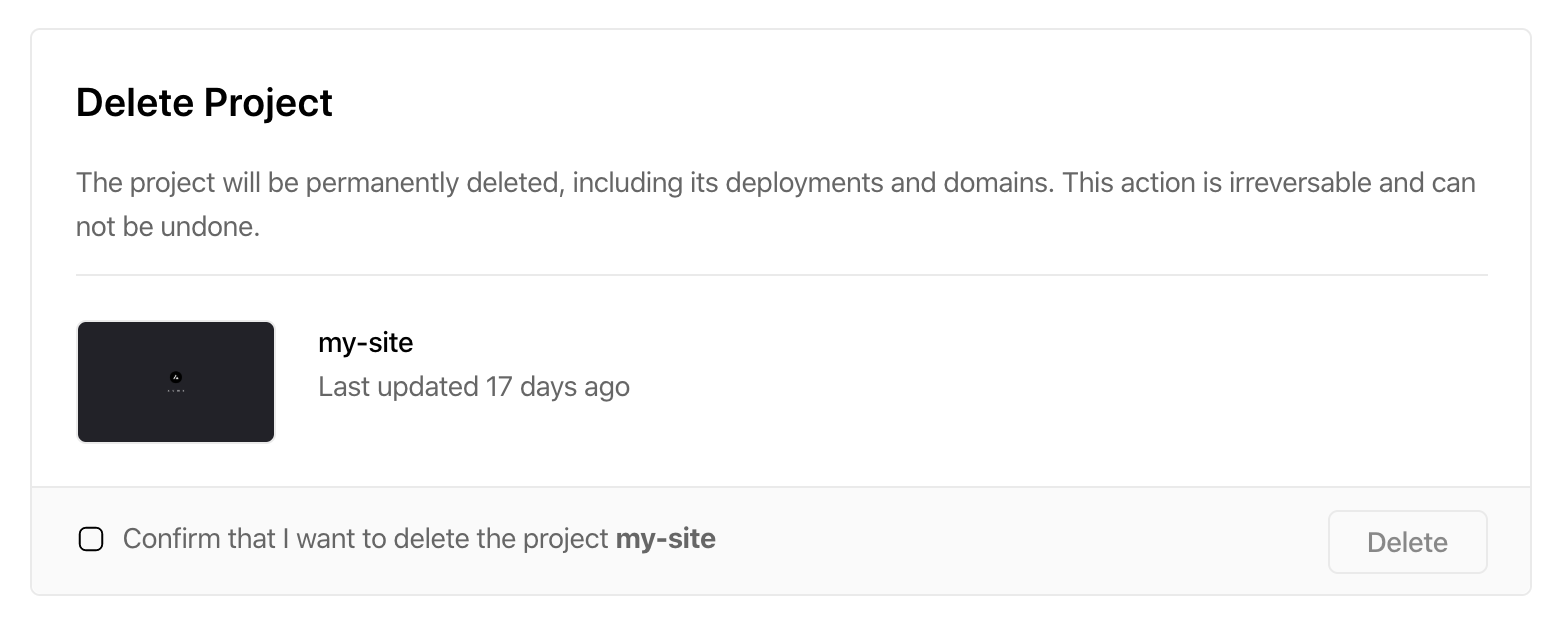 Delete Project
The project will be permanently deleted, including its deployments and domains. This action is irreversable and can
not be undone.
my-site
Last updated 17 days ago
Confirm that I want to delete the project my-site
Delete